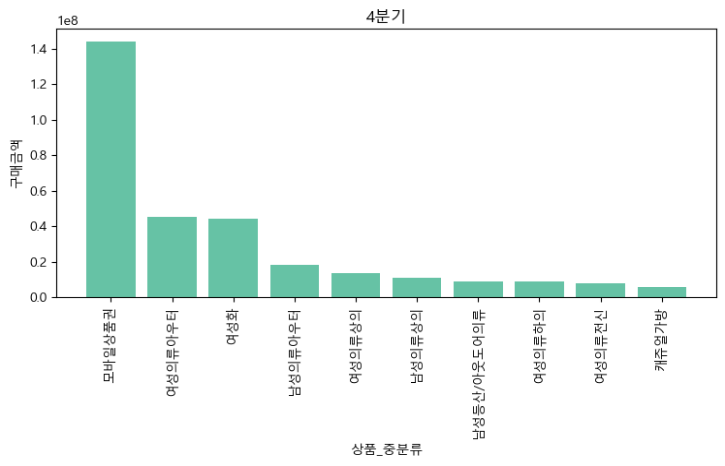 4분기
1e8
1.4
1.2
1.0
0.8
0.6
0.4
0.2
0.0
구매금액
모바일상품권
여성의류아우터
여성화
남성의류아우터
여성의류상의
남성의류상의
남성등산/아웃도어의류
여성의류하의
여성의류전신
캐쥬얼가방
상품_중분류